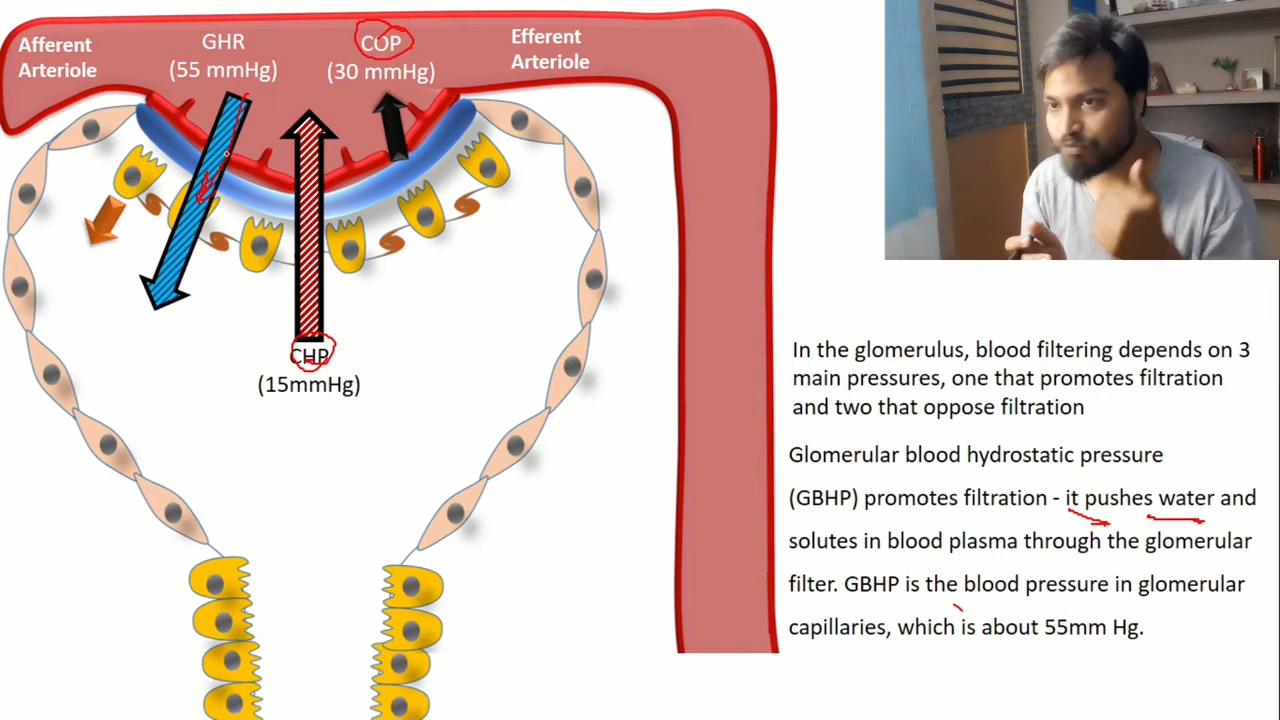 Afferent
Arteriole
GHR
(55 mmHg)
COP
(30 mmHg)
Efferent
Arteriole
CHP
(15mmHg)
In the glomerulus, blood filtering depends on 3
main pressures, one that promotes filtration
and two that oppose filtration
Glomerular blood hydrostatic pressure
(GBHP) promotes filtration - it pushes water and
solutes in blood plasma through the glomerular
filter. GBHP is the blood pressure in glomerular
capillaries, which is about 55mm Hg.